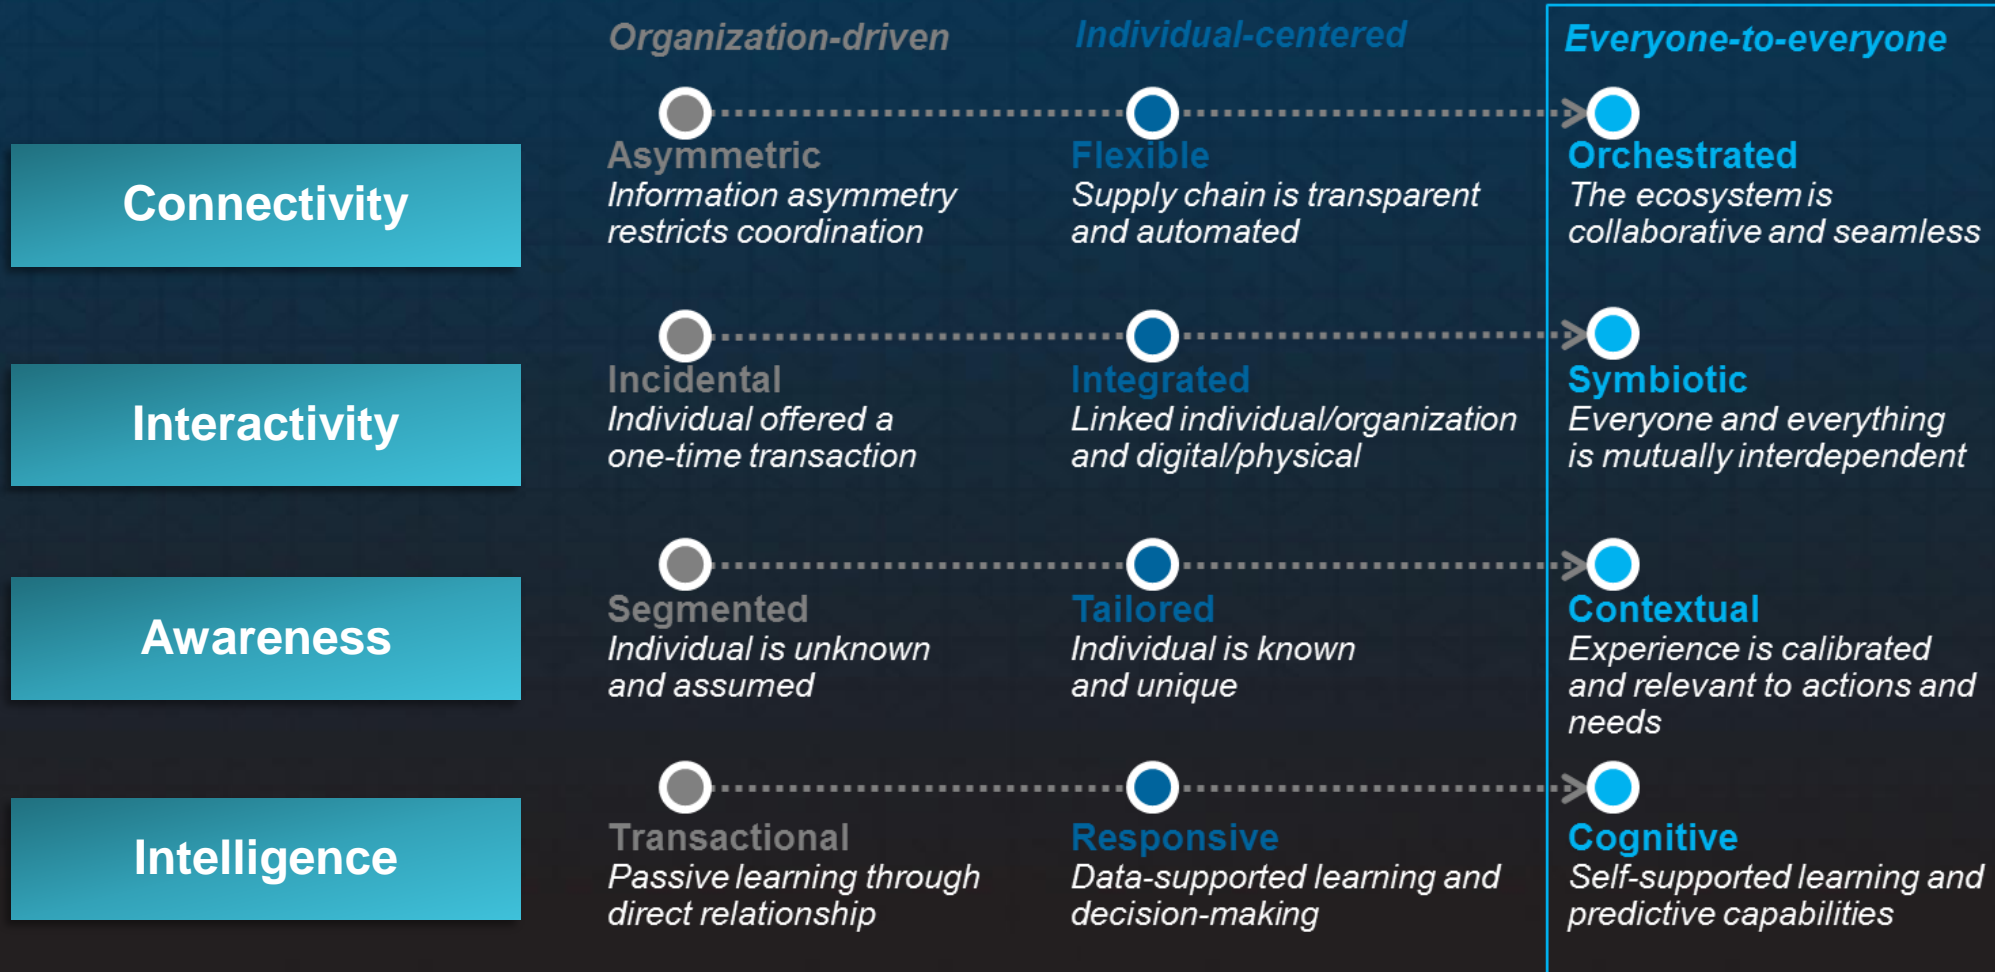 Organization-driven
Individual-centered
Everyone-to-everyone
Connectivity
Asymmetric
Information asymmetry
restricts coordination
Flexible
Supply chain is transparent
and automated
Orchestrated
The ecosystem is
collaborative and seamless
Interactivity
Incidental
Individual offered a
one-time transaction
Integrated
Linked individual/organization
and digital/physical
Symbiotic
Everyone and everything
is mutually interdependent
Awareness
Segmented
Individual is unknown
and assumed
Tailored
Individual is known
and unique
Contextual
Experience is calibrated
and relevant to actions and
needs
Intelligence
Transactional
Passive learning through
direct relationship
Responsive
Data-supported learning and
decision-making
Cognitive
Self-supported learning and
predictive capabilities